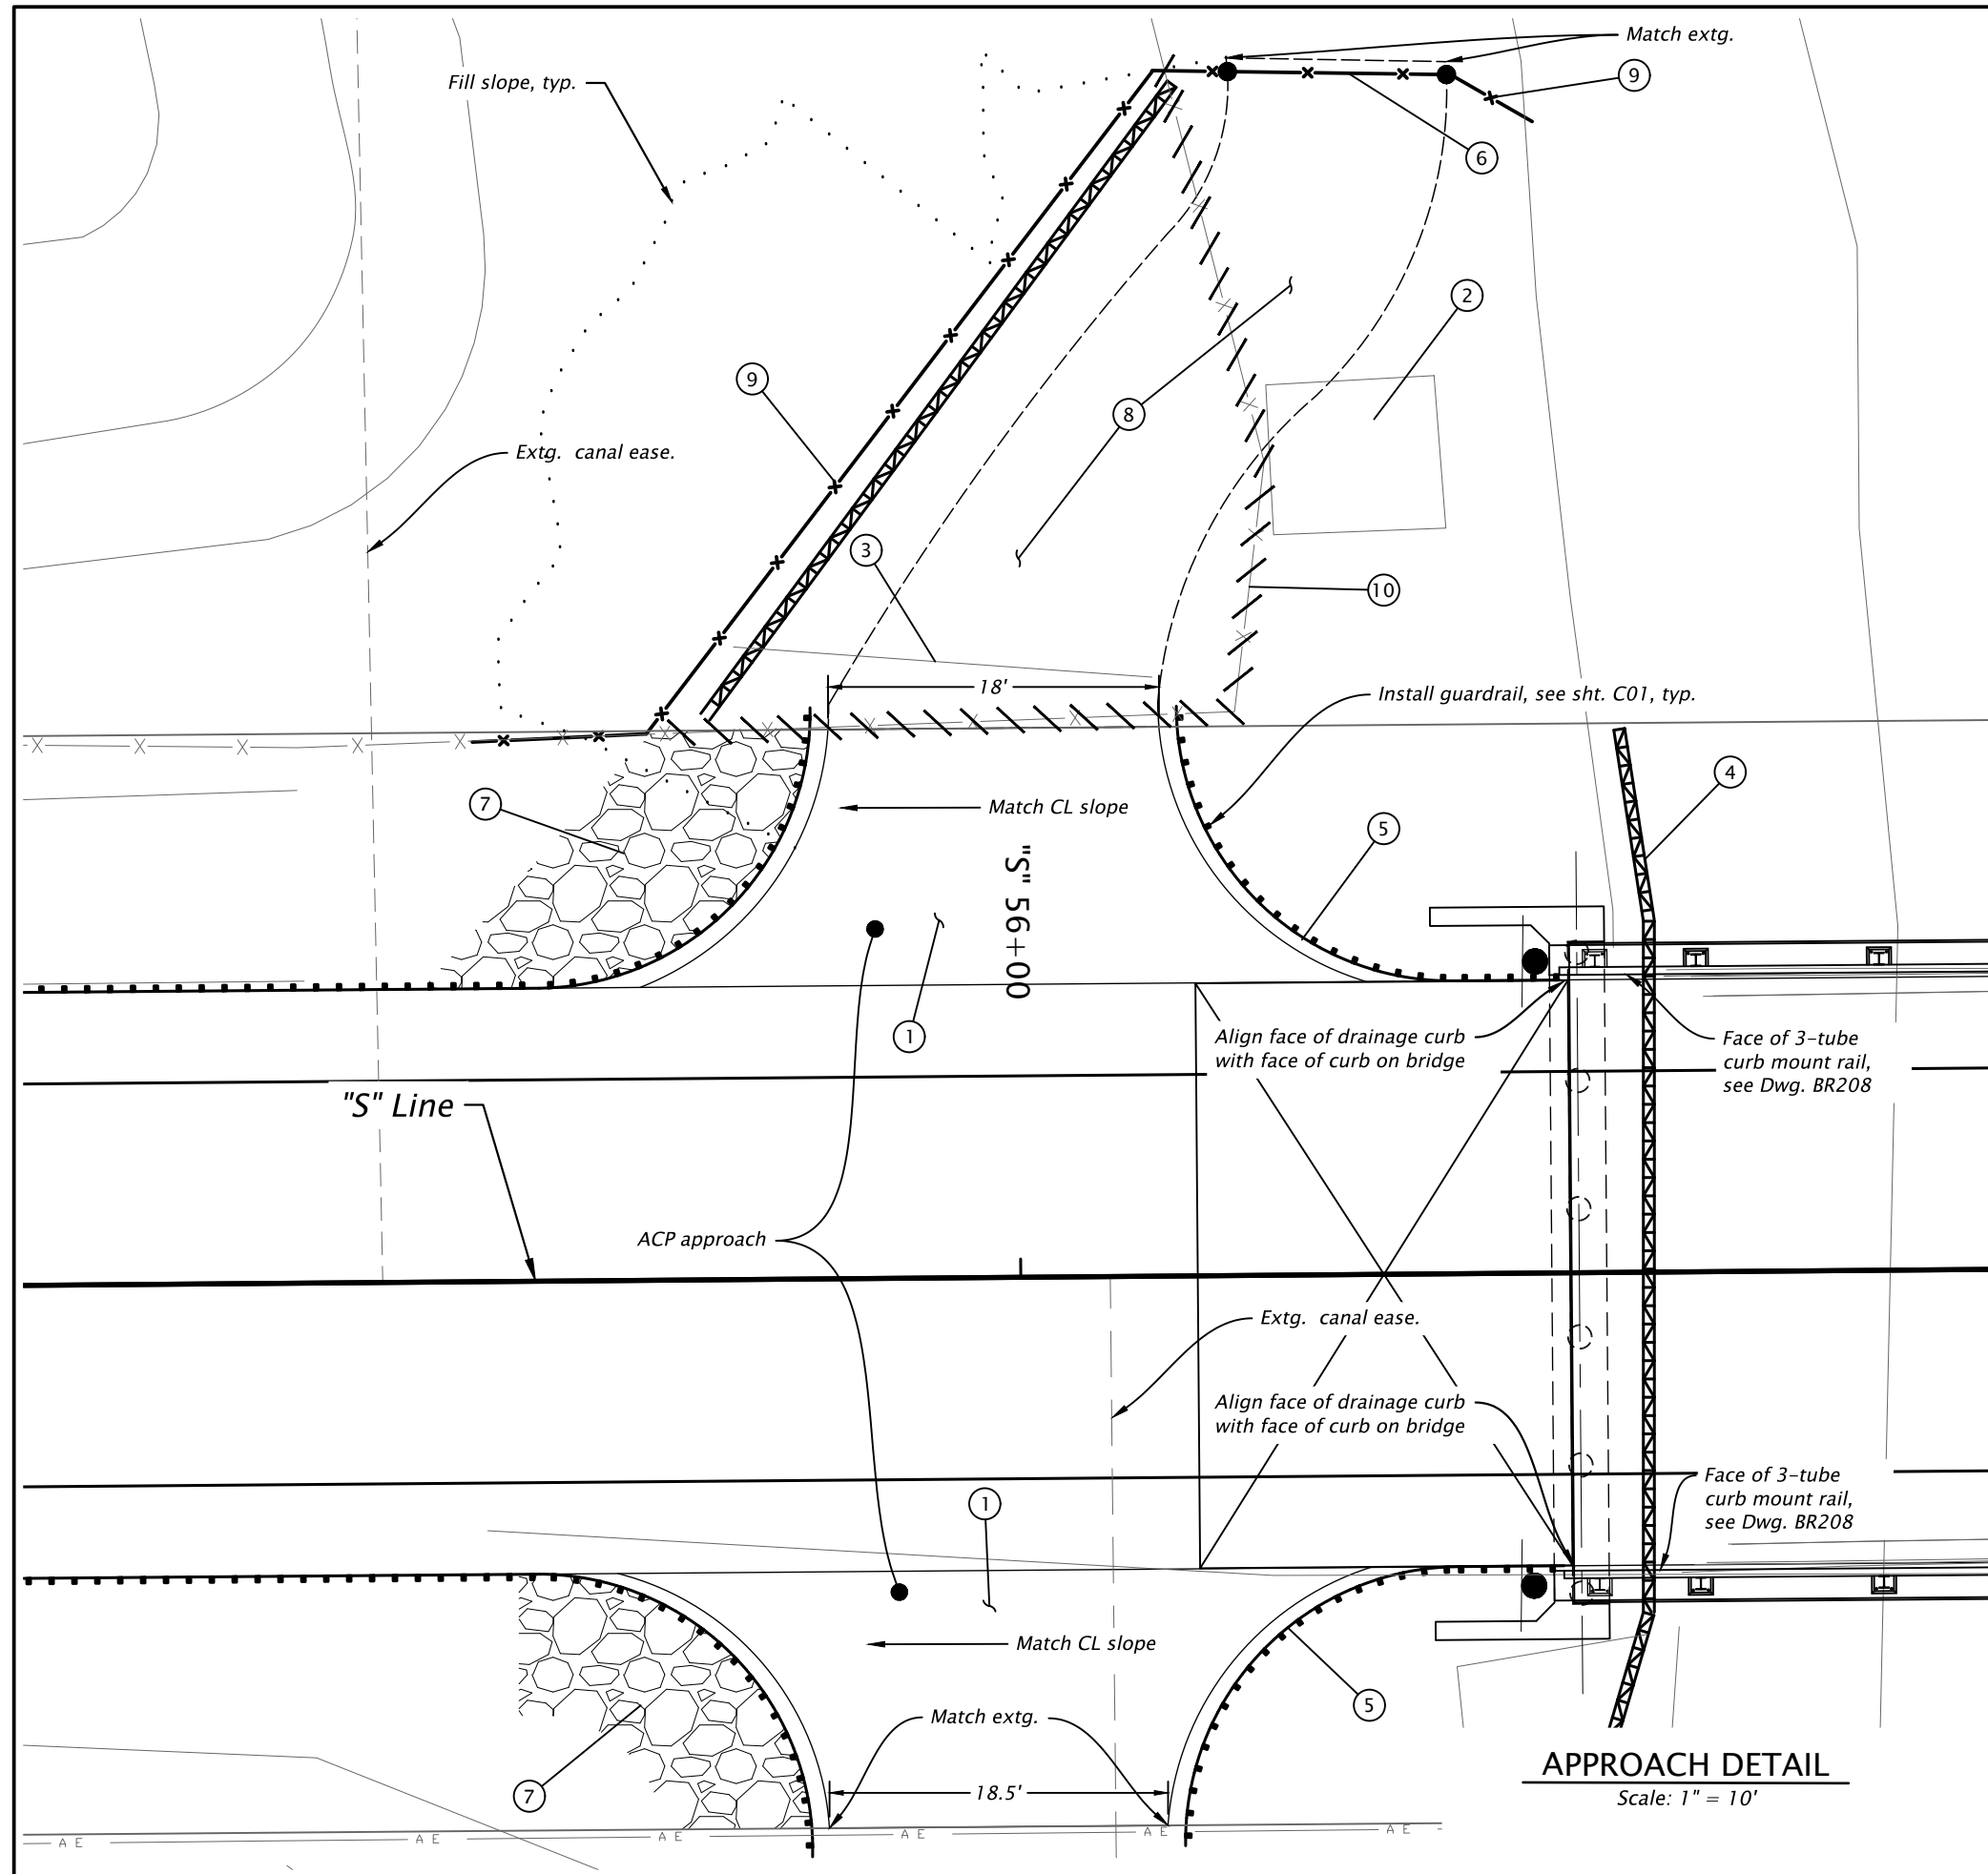 Match extg.
Fill slope, typ.
9
6
2
9
8
Extg. canal ease.
3
10
18'
Install guardrail, see sht. C01, typ.
X X X X X
4
7
Match CL slope
5
"S" 56+00
1
Align face of drainage curb
with face of curb on bridge
Face of 3-tube
curb mount rail,
see Dwg. BR208
"S" Line
ACP approach
Extg. canal ease.
Align face of drainage curb
with face of curb on bridge
Face of 3-tube
curb mount rail,
see Dwg. BR208
1
Match CL slope
5
Match extg.
APPROACH DETAIL
Scale: 1" = 10'
7
18.5'
A E A E A E A E A E A E